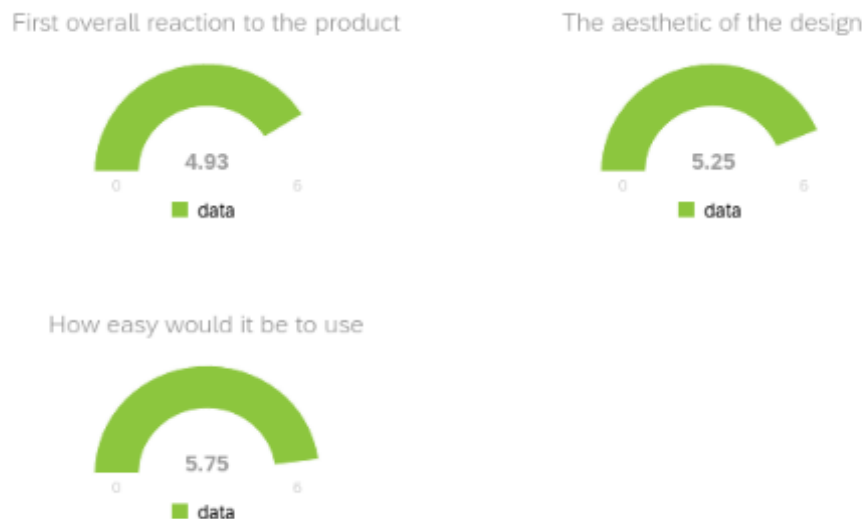 First overall reaction to the product
4.93
0 6
data
The aesthetic of the design
5.25
0 6
data
How easy would it be to use
5.75
0 6
data